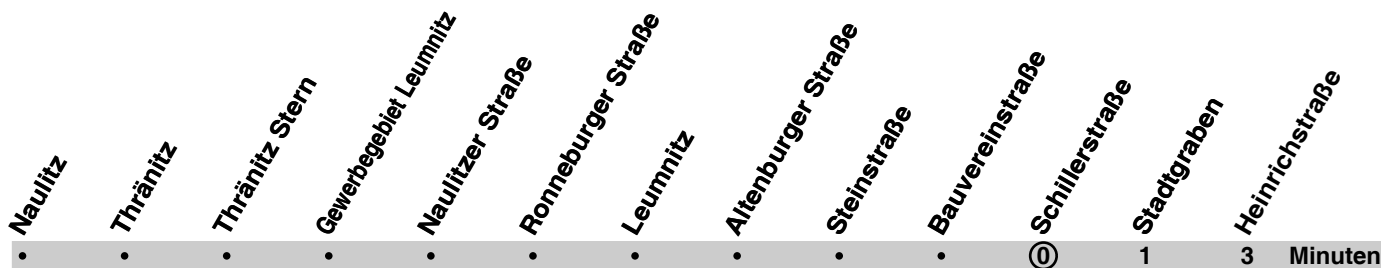 Naulitz
Thränitz
Thränitz Stern
Gewerbegebiet Leumnitz
Naulitzer Straße
Ronneburger Straße
Leumnitz
Altenburger Straße
Steinstraße
Bauvereinstraße
Schillerstraße
Stadtgraben
Heinrichstraße
• • • • • • • • • • 0 1 3 Minuten